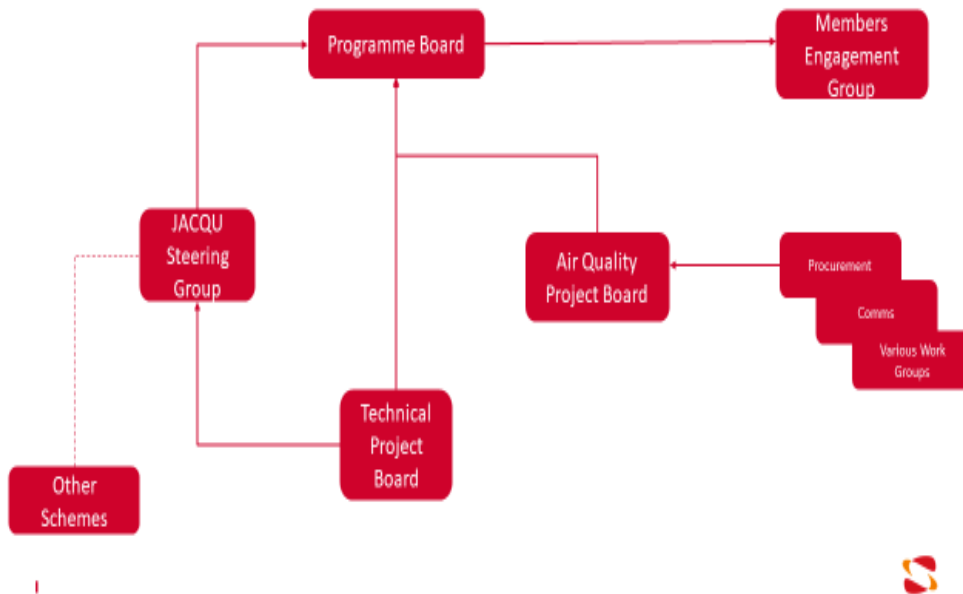 Programme Board
Members
Engagement
Group
JACQU
Steering
Group
Air Quality
Project Board
Procurement
Comms
Various Work
Groups
Technical
Project
Board
Other
Schemes